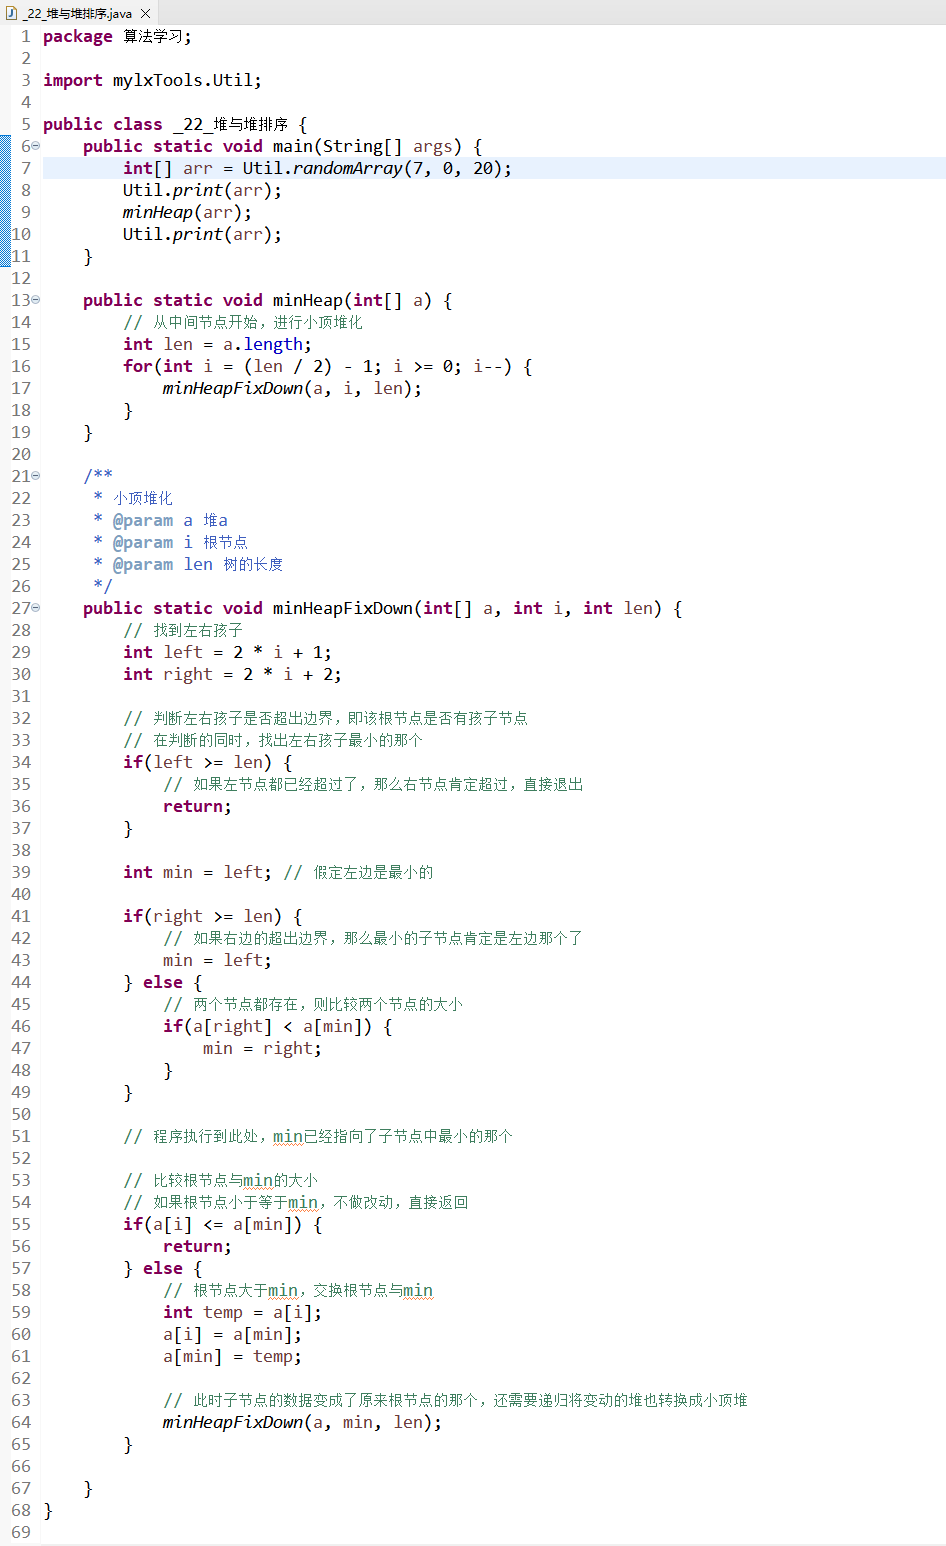 _22_堆与堆排序.java
1 package 算法学习;
2
3 import mylxTools.Util;
4
5 public class _22_堆与堆排序 {
6     public static void main(String[] args) {
7         int[] arr = Util.randomArray(7, 0, 20);
8         Util.print(arr);
9         minHeap(arr);
10         Util.print(arr);
11     }
12
13     public static void minHeap(int[] a) {
14         // 从中间节点开始，进行小顶堆化
15         int len = a.length;
16         for(int i = (len / 2) - 1; i >= 0; i--) {
17             minHeapFixDown(a, i, len);
18         }
19     }
20
21     /**
22      * 小顶堆化
23      * @param a 堆a
24      * @param i 根节点
25      * @param len 树的长度
26      */
27     public static void minHeapFixDown(int[] a, int i, int len) {
28         // 找到左右孩子
29         int left = 2 * i + 1;
30         int right = 2 * i + 2;
31
32         // 判断左右孩子是否超出边界，即该根节点是否有孩子节点
33         // 在判断的同时，找出左右孩子最小的那个
34         if(left >= len) {
35             // 如果左节点都已经超过了，那么右节点肯定超过，直接退出
36             return;
37         }
38
39         int min = left; // 假定左边是最小的
40
41         if(right >= len) {
42             // 如果右边的超出边界，那么最小的子节点肯定是左边那个了
43             min = left;
44         } else {
45             // 两个节点都存在，则比较两个节点的大小
46             if(a[right] < a[min]) {
47                 min = right;
48             }
49         }
50
51         // 程序执行到此处，min已经指向了子节点中最小的那个
52
53         // 比较根节点与min的大小
54         // 如果根节点小于等于min，不做改动，直接返回
55         if(a[i] <= a[min]) {
56             return;
57         } else {
58             // 根节点大于min，交换根节点与min
59             int temp = a[i];
60             a[i] = a[min];
61             a[min] = temp;
62
63             // 此时子节点的数据变成了原来根节点的那个，还需要递归将变动的堆也转换成小顶堆
64             minHeapFixDown(a, min, len);
65         }
66
67     }
68 }
69